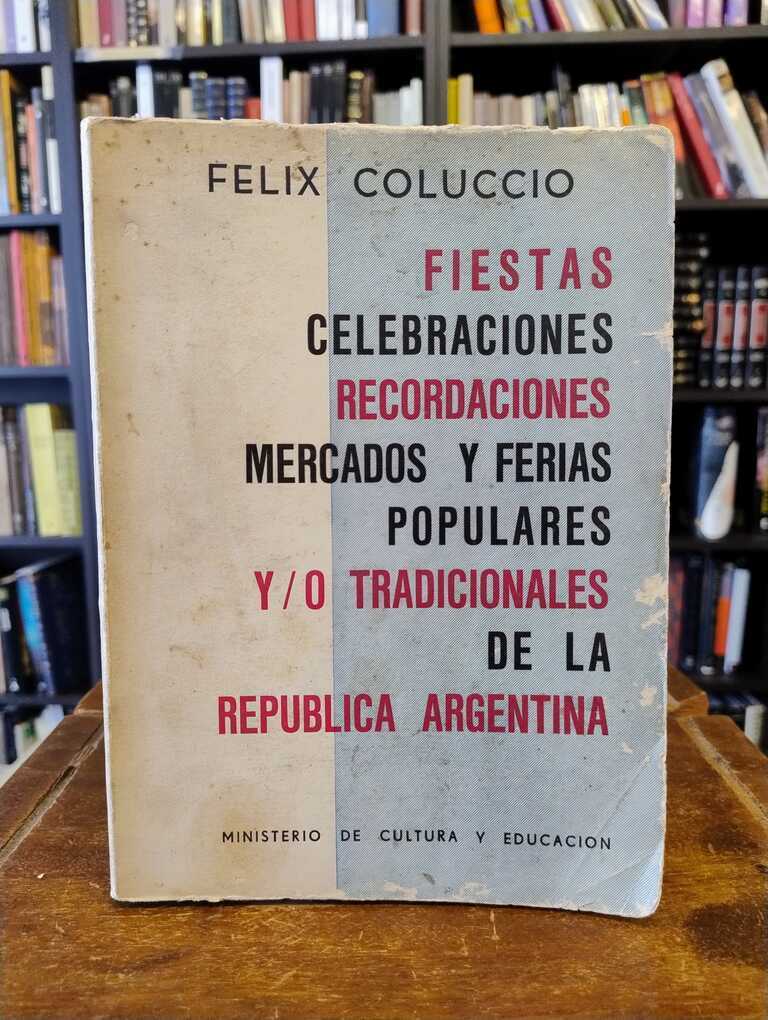 FELIX COLUCCIO
FIESTAS
CELEBRACIONES
RECORDACIONES
MERCADOS Y FERIAS
POPULARES
Y/O TRADICIONALES
DE LA
REPUBLICA ARGENTINA
MINISTERIO DE CULTURA Y EDUCACION